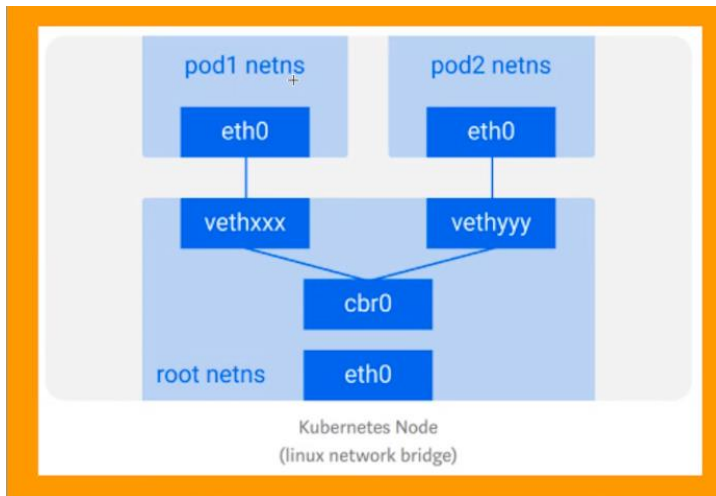 pod1 netns
pod2 netns
eth0
eth0
vethxxx
vethyyy
cbr0
root netns
eth0
Kubernetes Node
(linux network bridge)